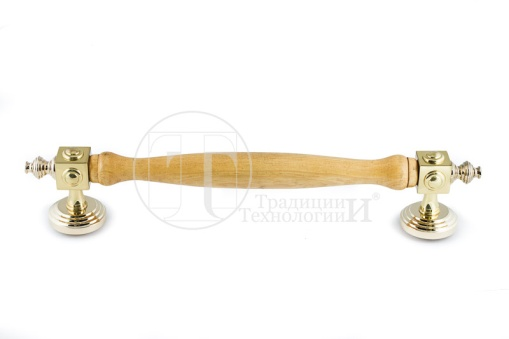 Т
Традиции
Технологии И